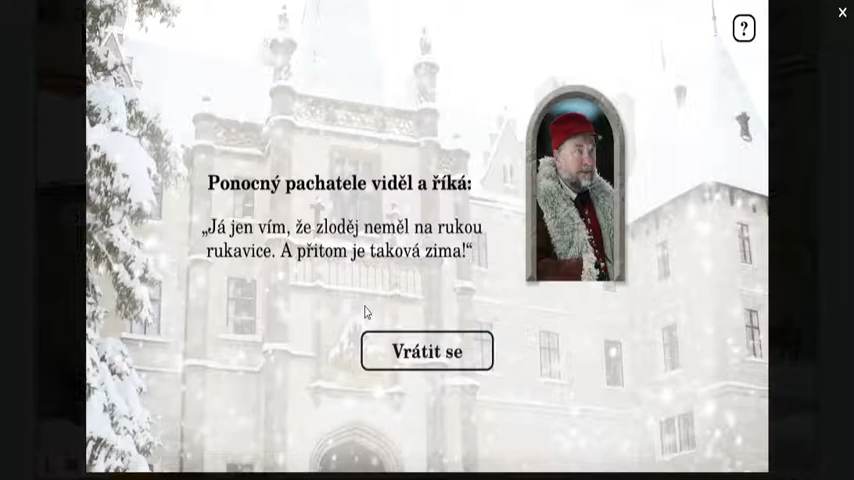 ?
Ponocný pachatele viděl a říká:
„Já jen vím, že zloděj neměl na rukou
rukavice. A přitom je taková zima!“
Vrátit se